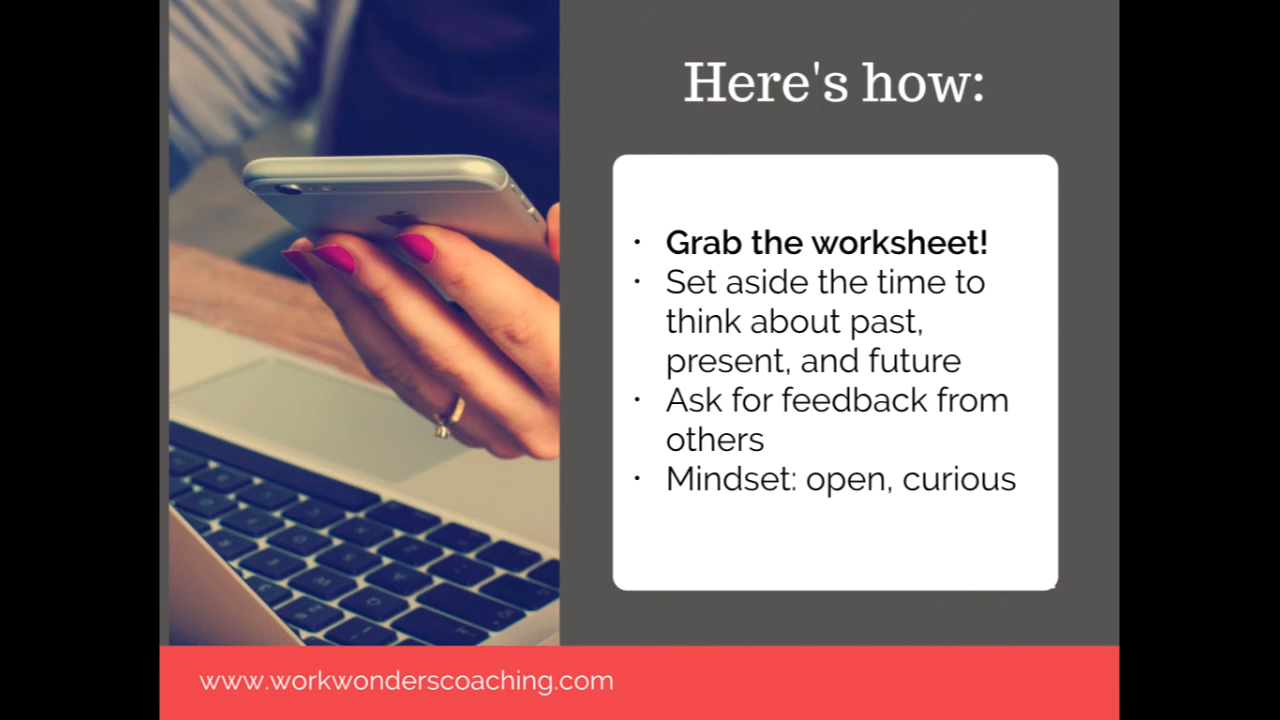 Here's how:
• Grab the worksheet!
• Set aside the time to
think about past,
present, and future
• Ask for feedback from
others
• Mindset: open, curious
www.workwonderscoaching.com